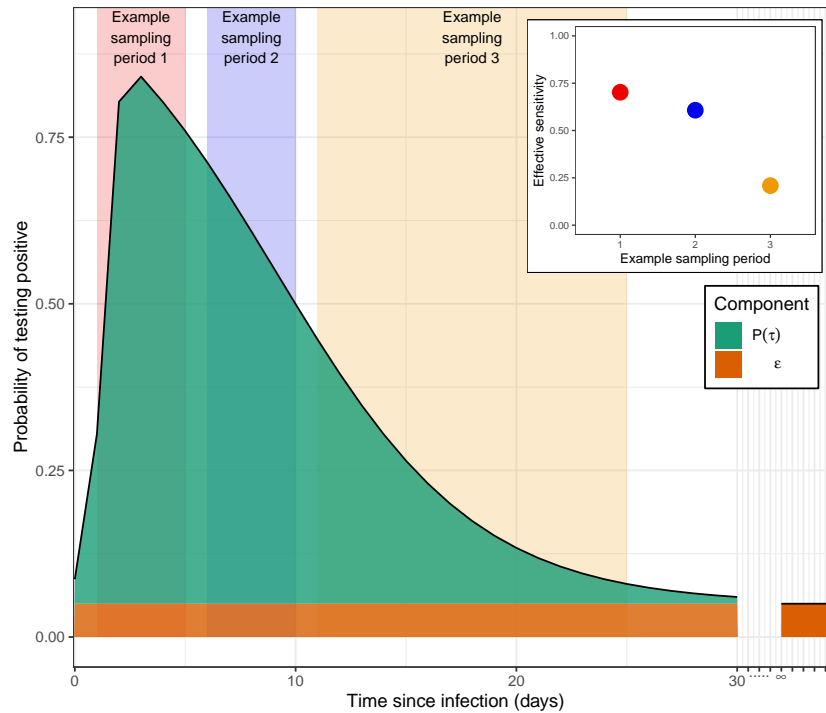 Example
sampling
period 1
Example
sampling
period 2
Example
sampling
period 3
Probability of testing positive
0.75
0.50
0.25
0.00
0
10
20
30
..... ∞
Time since infection (days)
Effective sensitivity
1.00
0.75
0.50
0.25
0.00
1
2
3
Example sampling period
Component
P(τ)
ε